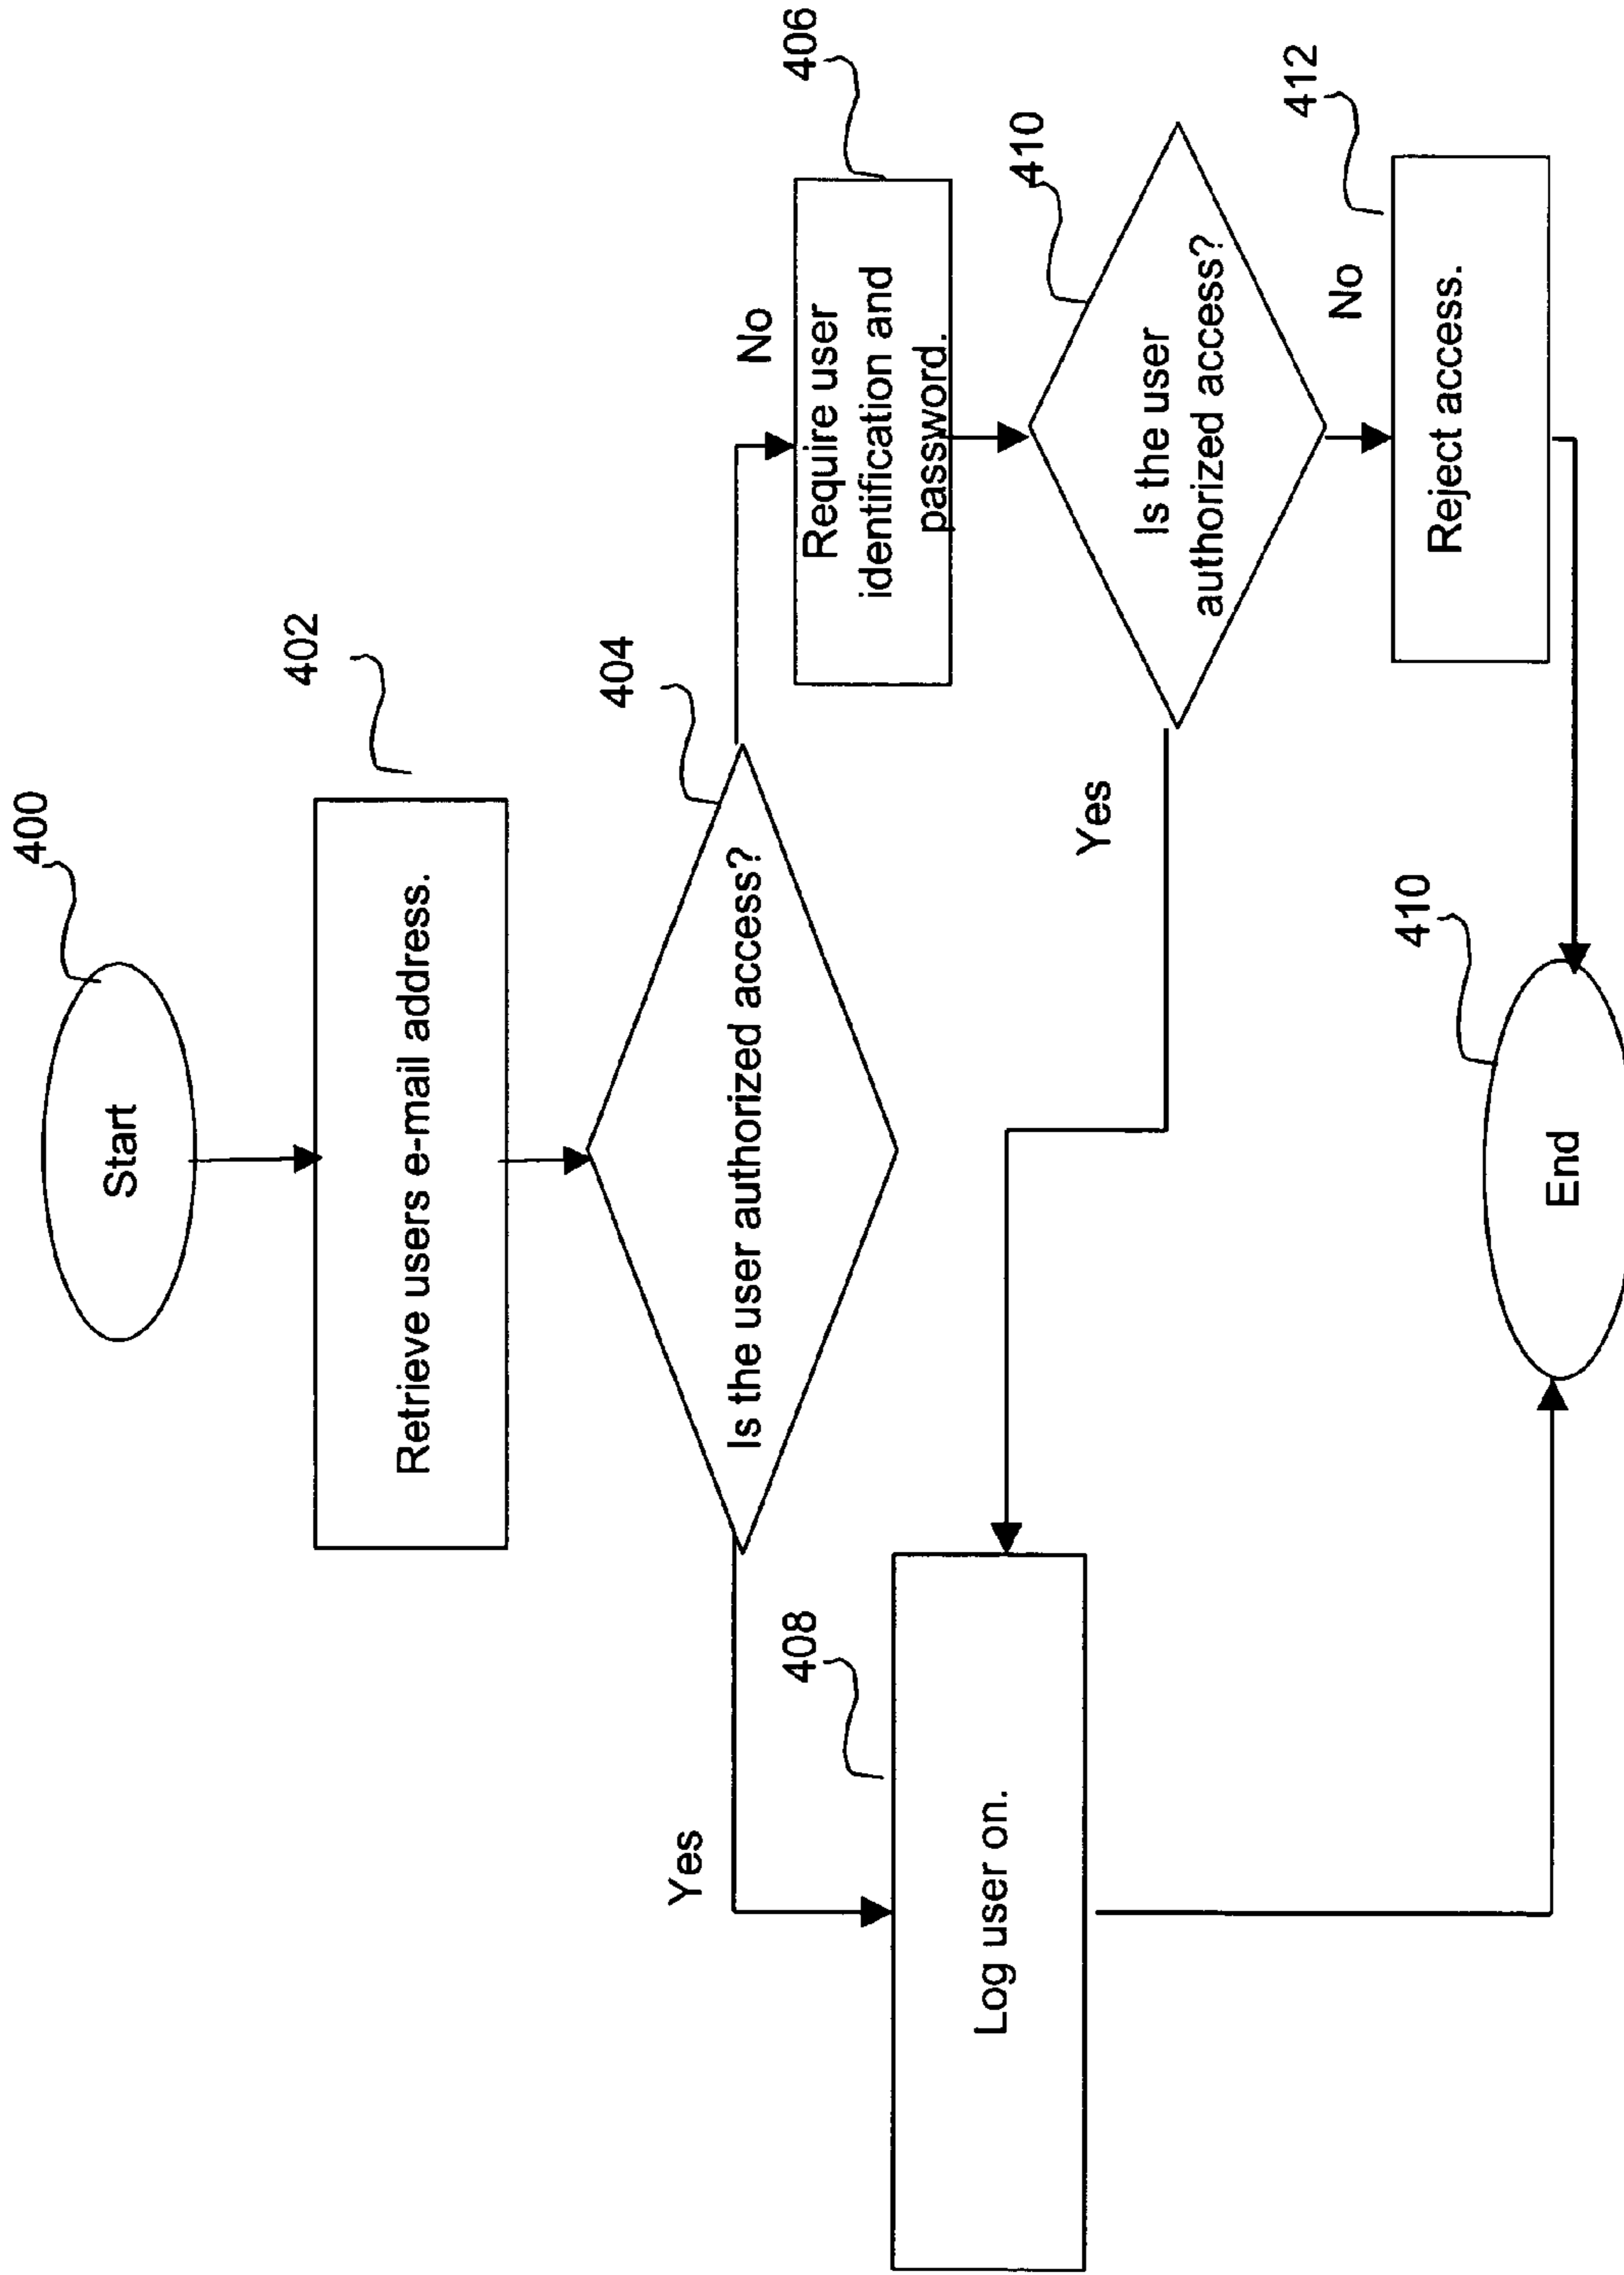 400
Start
402
Retrieve users e-mail address.
404
Is the user authorized access?
Yes
No
406
Require user
identification and
password.
408
Log user on.
410
Is the user
authorized access?
Yes
No
412
Reject access.
410
End